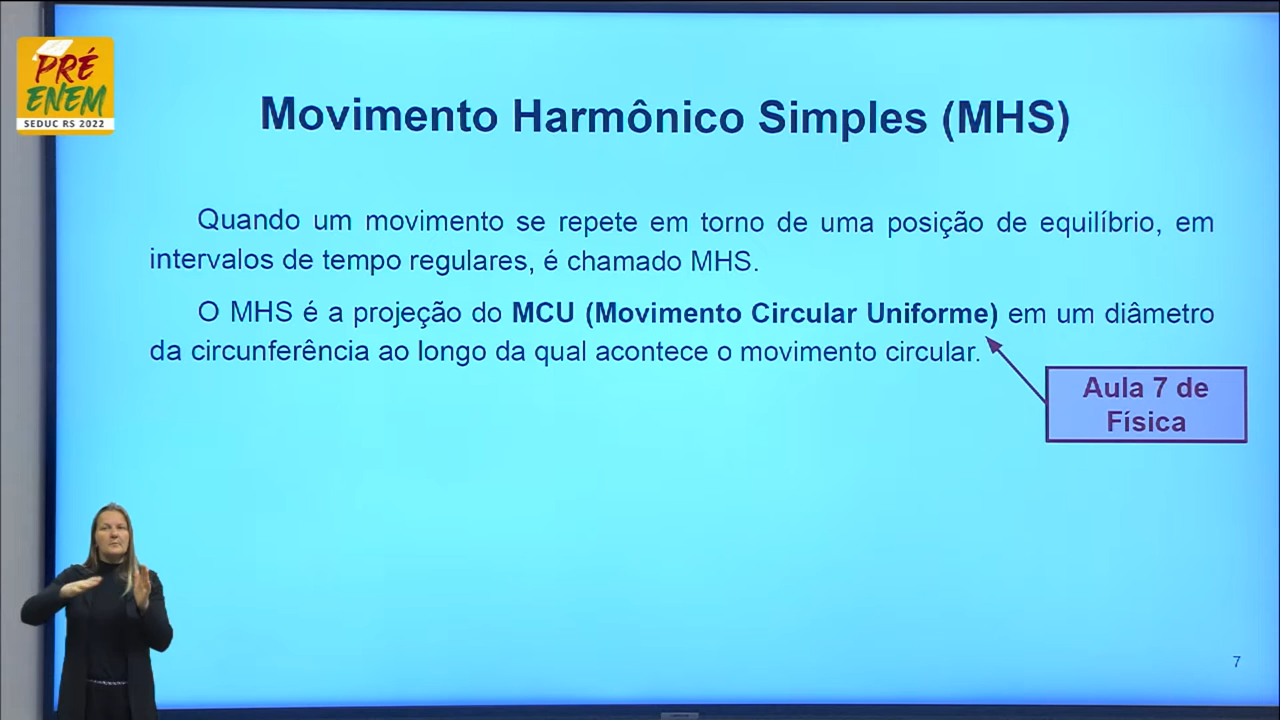 PRÉ
ENEM
SEDUC RS 2022
Movimento Harmônico Simples (MHS)
Quando um movimento se repete em torno de uma posição de equilíbrio, em
intervalos de tempo regulares, é chamado MHS.
O MHS é a projeção do MCU (Movimento Circular Uniforme) em um diâmetro
da circunferência ao longo da qual acontece o movimento circular.
Aula 7 de
Física
7